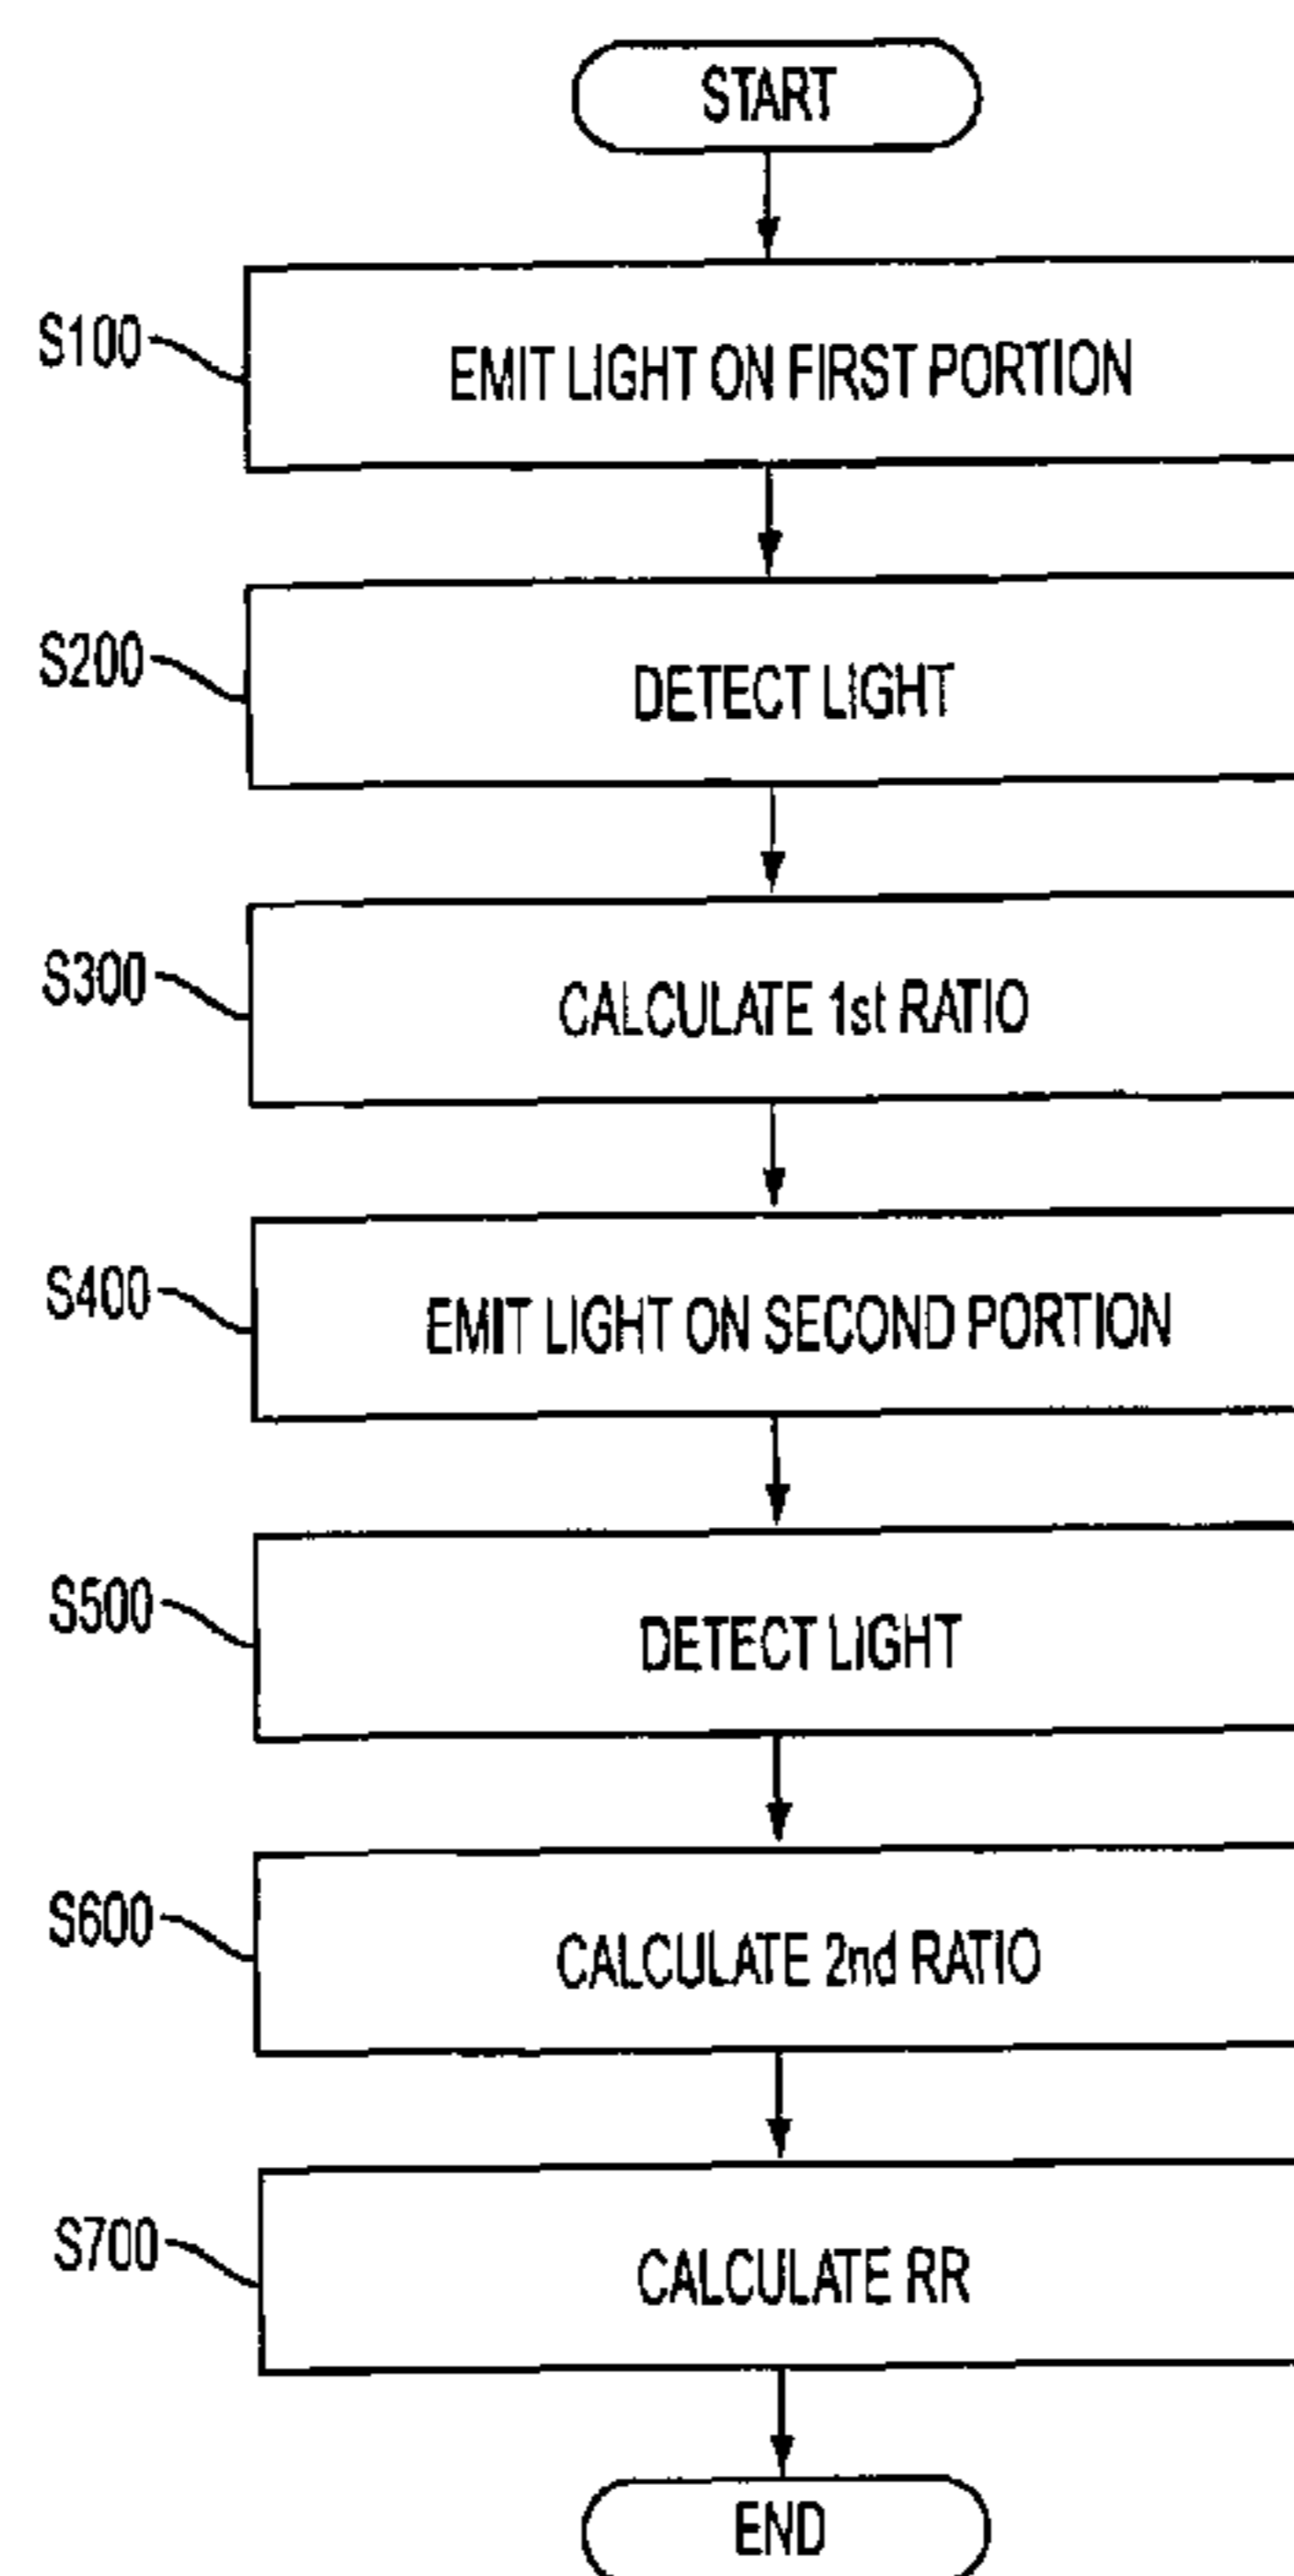 START
S100
EMIT LIGHT ON FIRST PORTION
S200
DETECT LIGHT
S300
CALCULATE 1st RATIO
S400
EMIT LIGHT ON SECOND PORTION
S500
DETECT LIGHT
S600
CALCULATE 2nd RATIO
S700
CALCULATE RR
END